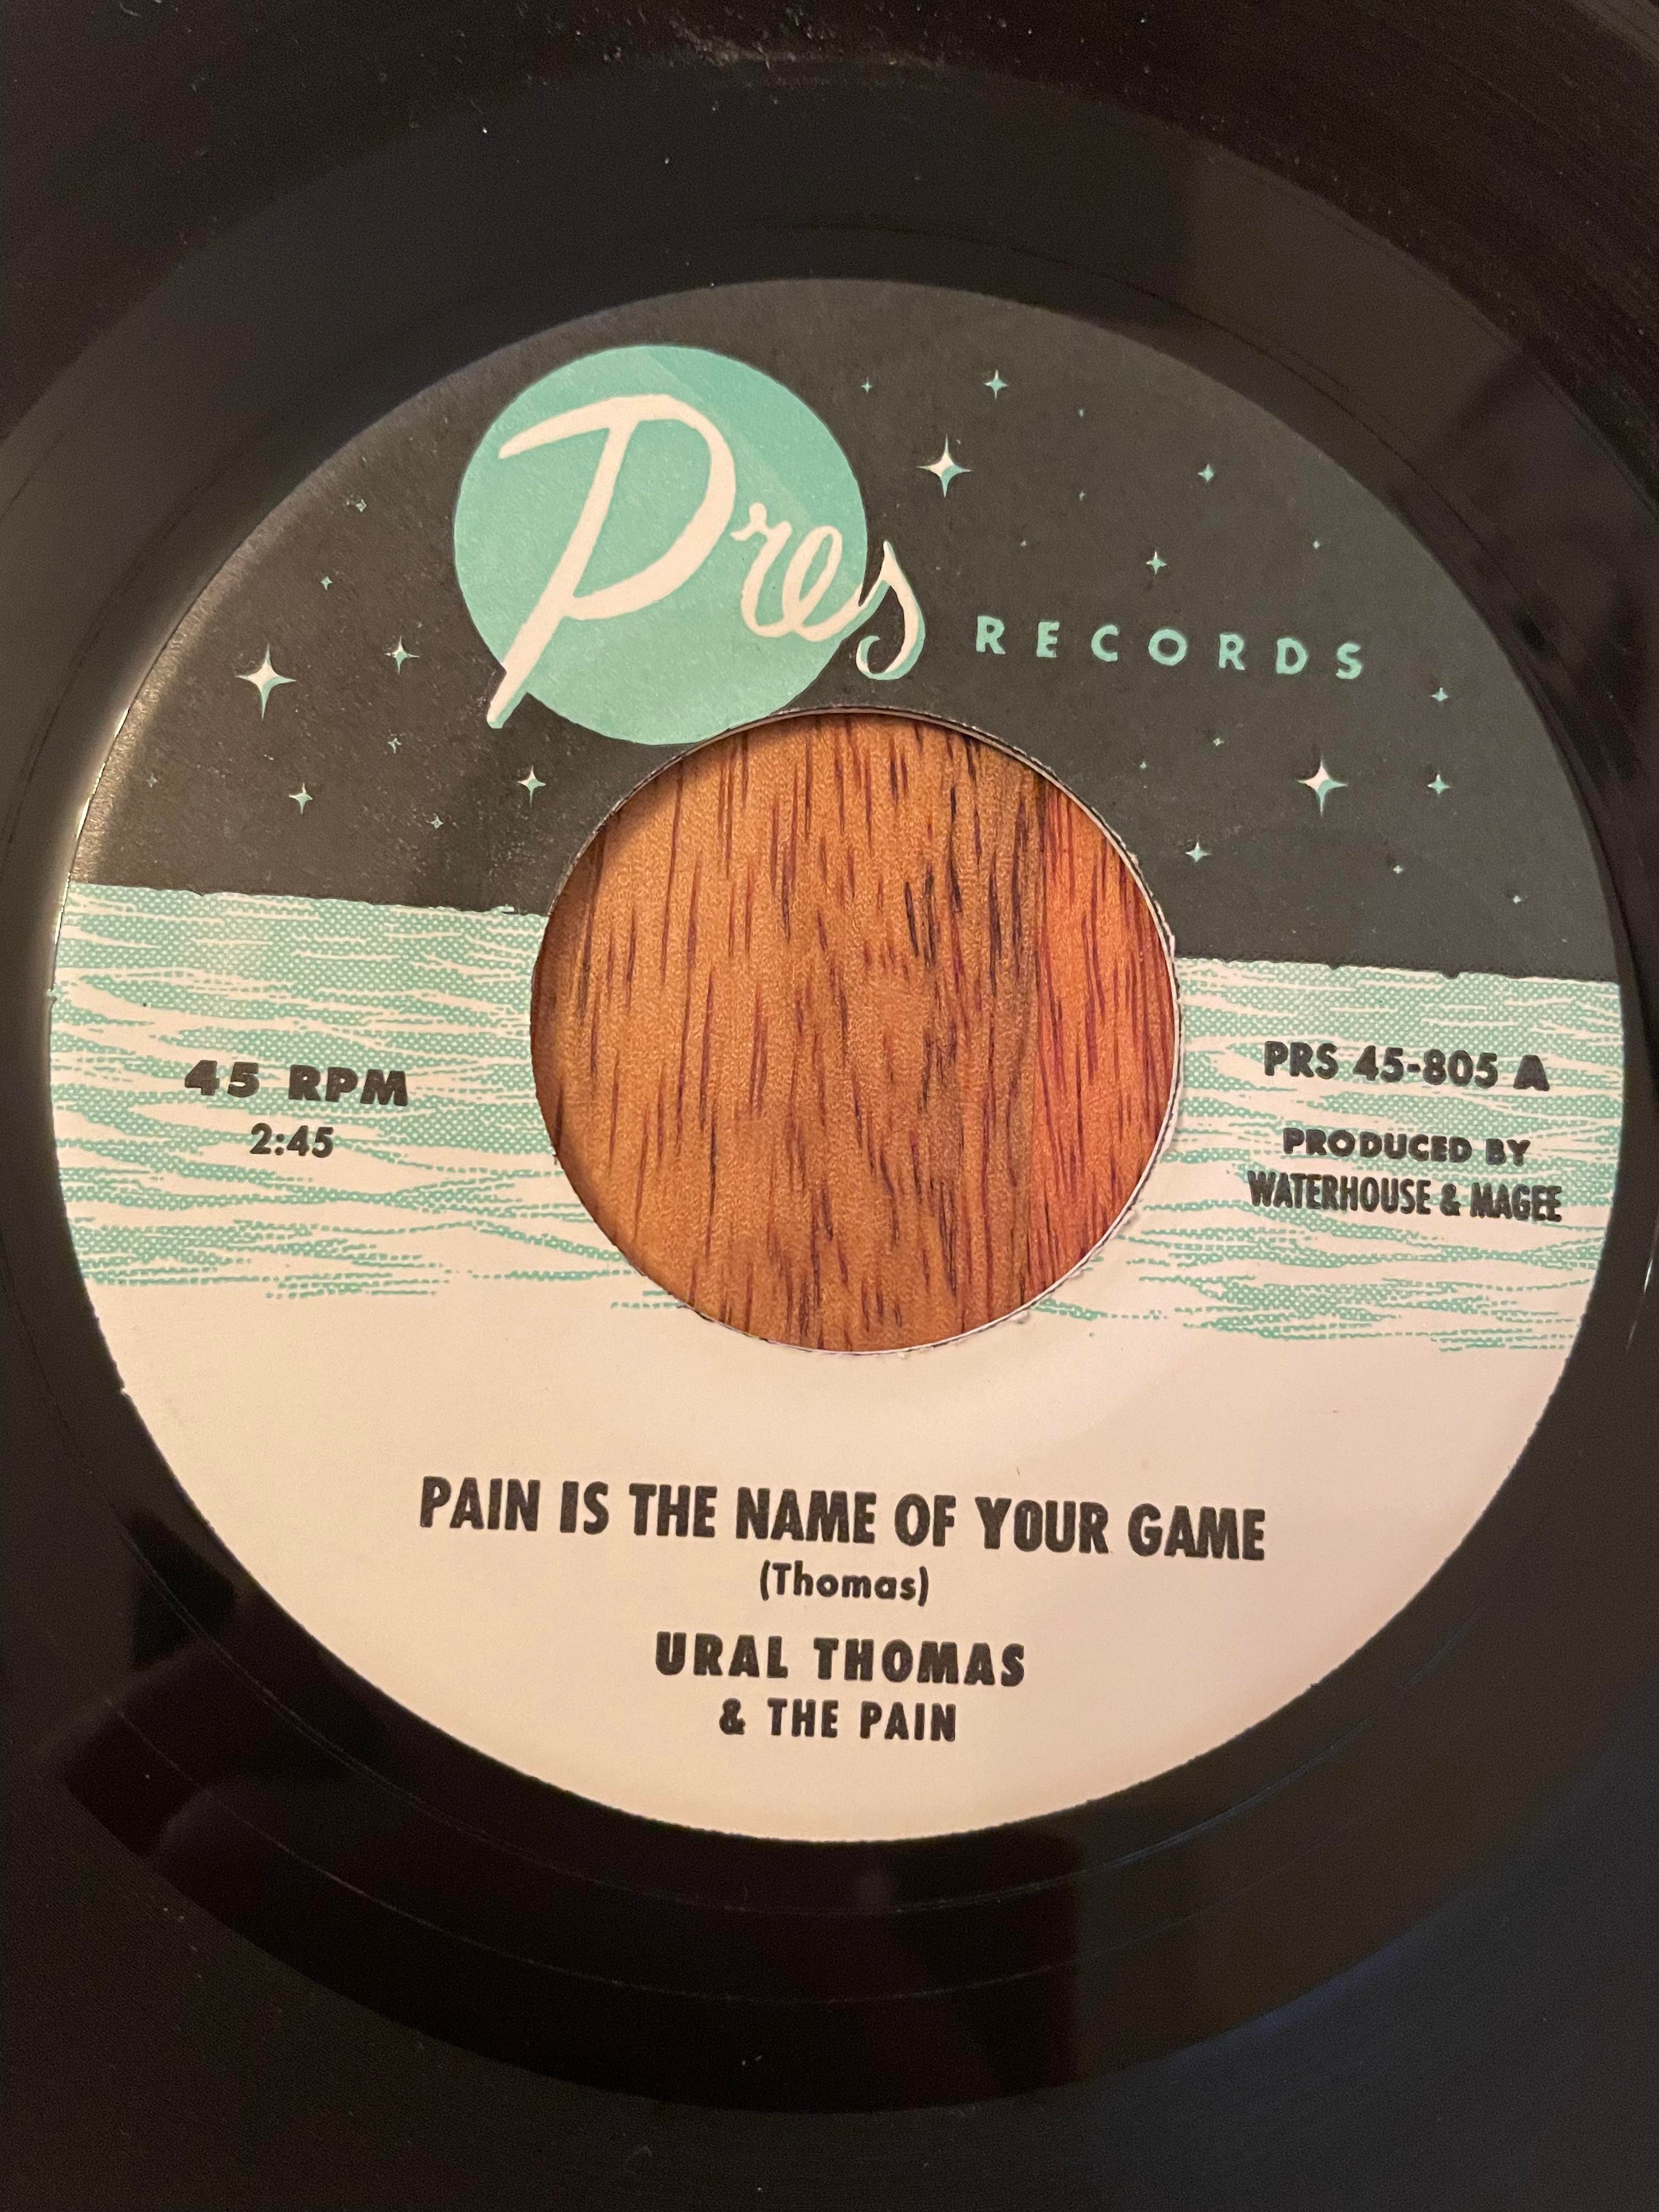 Pres RECORDS
45 RPM
2:45
PRS 45-805 A
PRODUCED BY
WATERHOUSE & MAGEE
PAIN IS THE NAME OF YOUR GAME
(Thomas)
URAL THOMAS
& THE PAIN